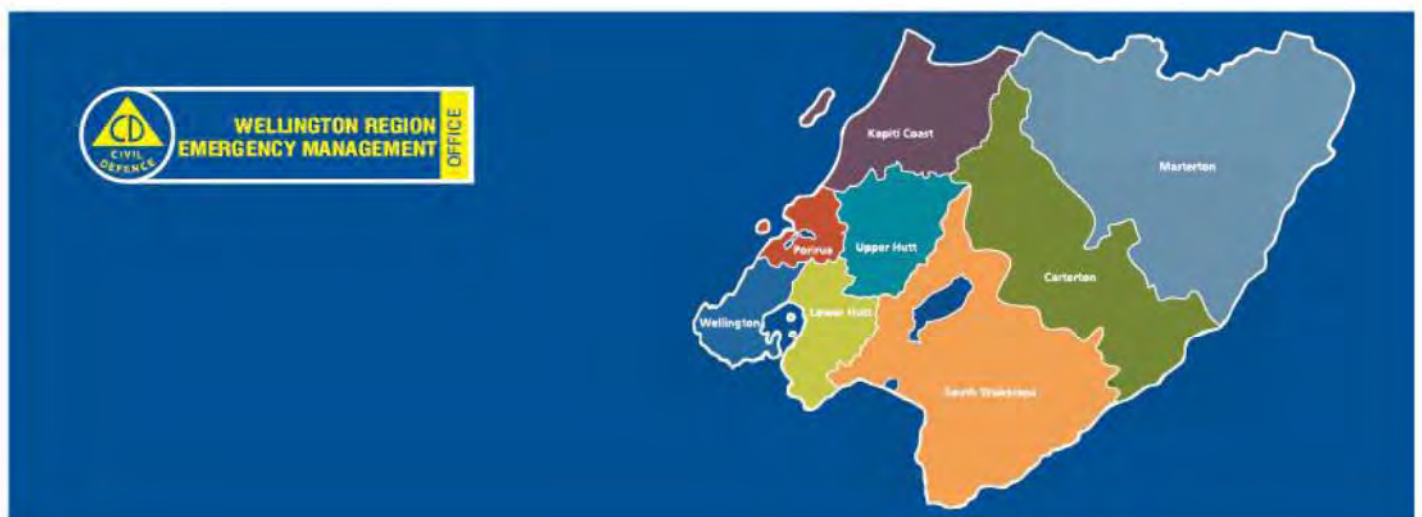 WELLINGTON REGION
EMERGENCY MANAGEMENT
OFFICE
CD
CIVIL
DEFENCE
Kapiti Coast
Marterton
Porirua
Upper Hutt
Carterton
Wellington
Lower Hutt
South Wairarapa